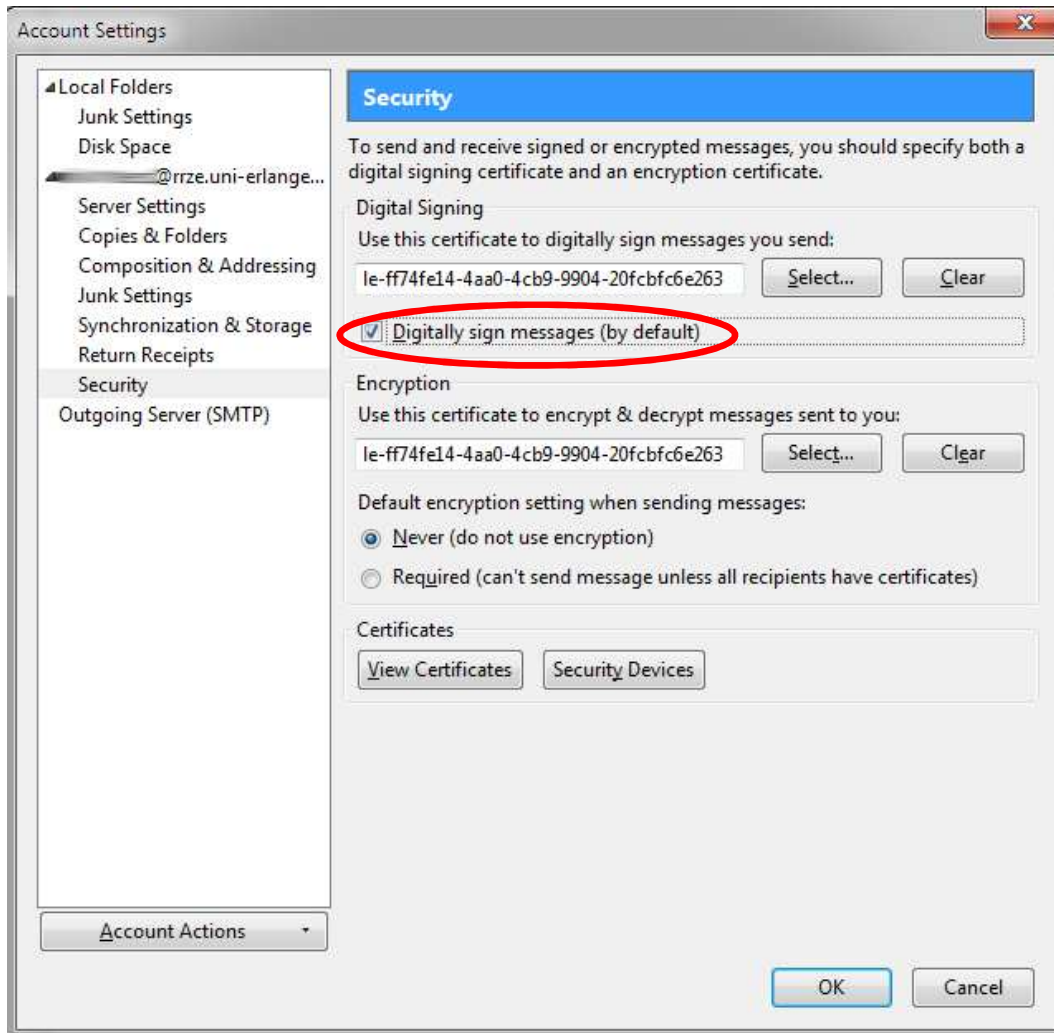 Account Settings
Local Folders
Junk Settings
Disk Space
@rrze.uni-erlange...
Server Settings
Copies & Folders
Composition & Addressing
Junk Settings
Synchronization & Storage
Return Receipts
Security
Outgoing Server (SMTP)
Account Actions
Security
To send and receive signed or encrypted messages, you should specify both a
digital signing certificate and an encryption certificate.
Digital Signing
Use this certificate to digitally sign messages you send:
le-ff74fe14-4aa0-4cb9-9904-20fcbfc6e263 Select... Clear
Digitally sign messages (by default)
Encryption
Use this certificate to encrypt & decrypt messages sent to you:
le-ff74fe14-4aa0-4cb9-9904-20fcbfc6e263 Select... Clear
Default encryption setting when sending messages:
Never (do not use encryption)
Required (can't send message unless all recipients have certificates)
Certificates
View Certificates Security Devices
OK Cancel